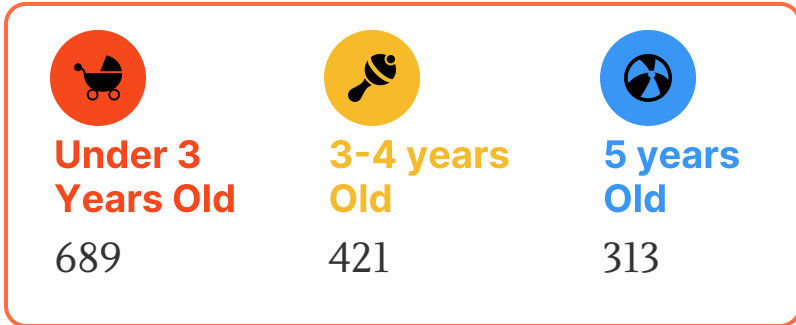 Under 3
Years Old
689
3-4 years
Old
421
5 years
Old
313